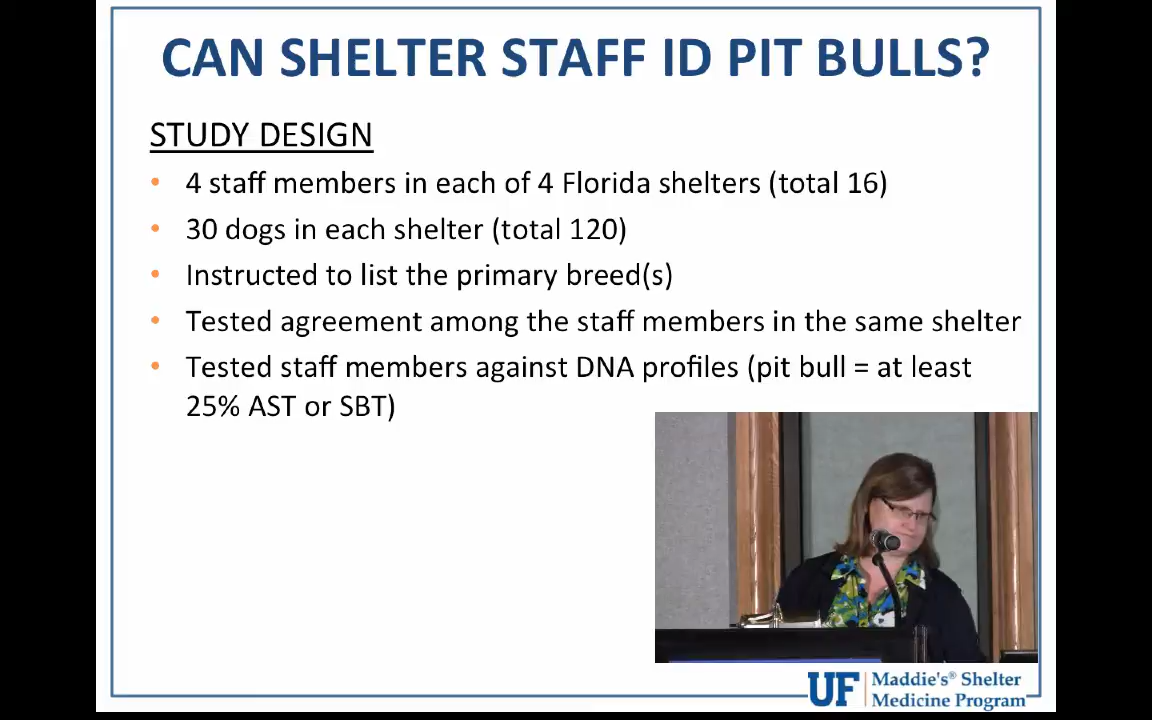 CAN SHELTER STAFF ID PIT BULLS?
STUDY DESIGN
• 4 staff members in each of 4 Florida shelters (total 16)
• 30 dogs in each shelter (total 120)
• Instructed to list the primary breed(s)
• Tested agreement among the staff members in the same shelter
• Tested staff members against DNA profiles (pit bull = at least
25% AST or SBT)
UF Maddie's® Shelter
Medicine Program